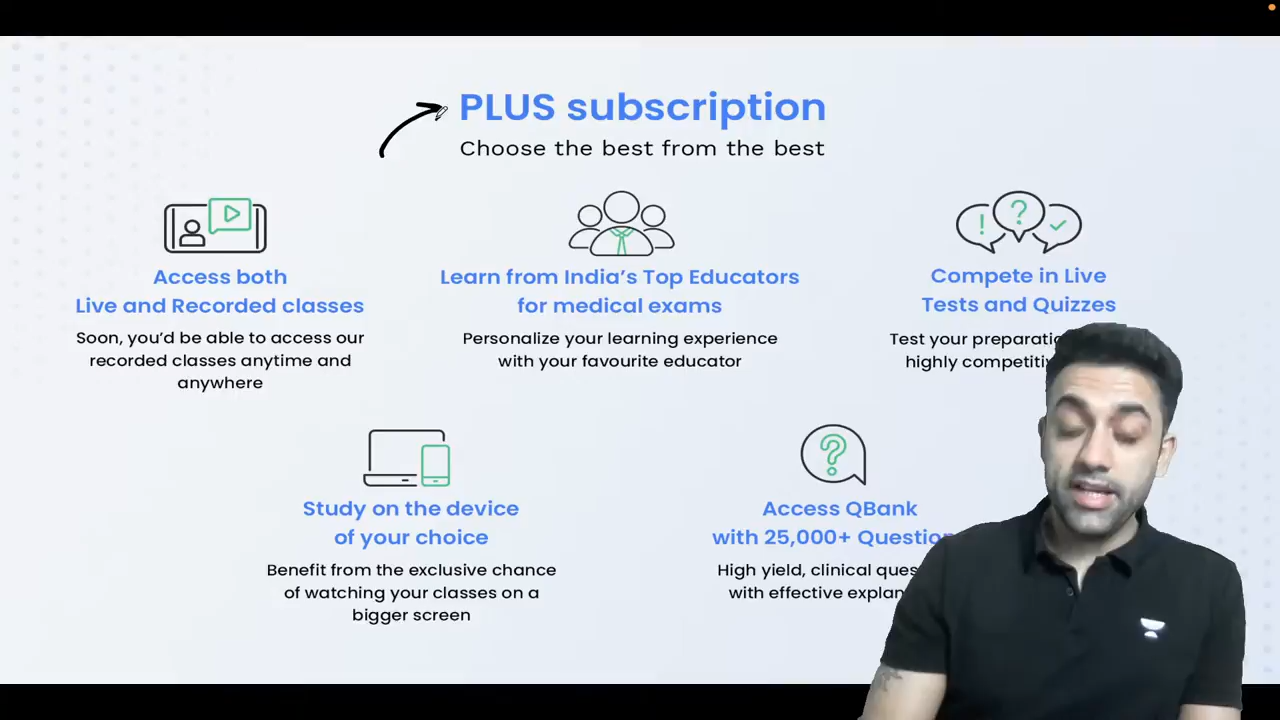 PLUS subscription
Choose the best from the best
Access both
Live and Recorded classes
Soon, you'd be able to access our
recorded classes anytime and
anywhere
Learn from India's Top Educators
for medical exams
Personalize your learning experience
with your favourite educator
Compete in Live
Tests and Quizzes
Test your
highly
Study on the device
of your choice
Benefit from the exclusive chance
of watching your classes on a
bigger screen
Access QBank
with 25,000+
High yield, clinical
with effective